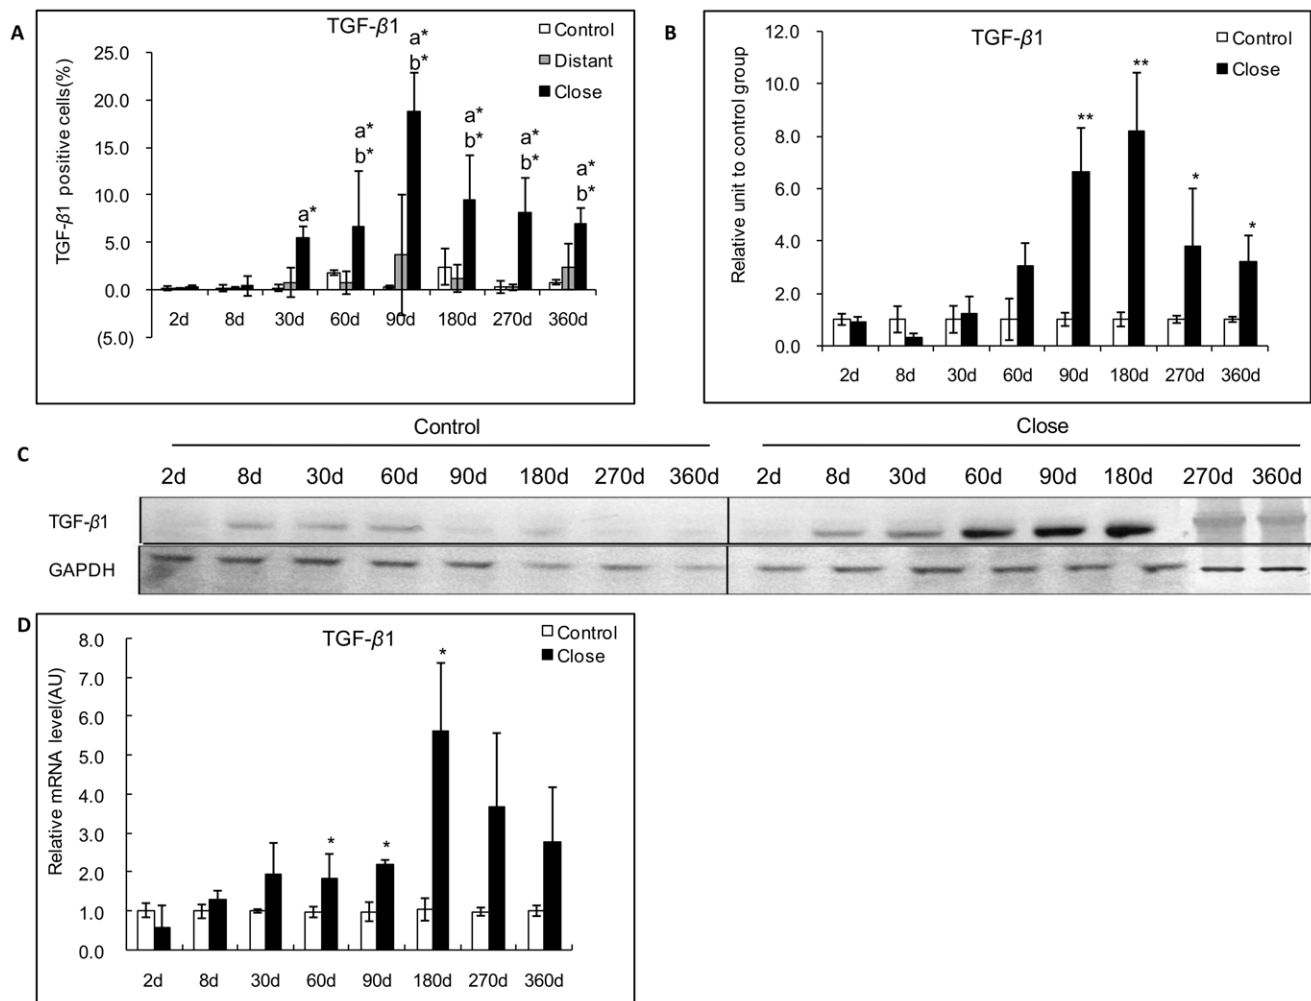 A
TGF-β1
Control
Distant
Close
TGF-β1 positive cells(%)
25.0
20.0
15.0
10.0
5.0
0.0
(5.0)
a*
a*
b*
a*
b*
a*
b*
a*
b*
a*
b*
2d 8d 30d 60d 90d 180d 270d 360d
B
TGF-β1
Control
Close
Relative unit to control group
12.0
10.0
8.0
6.0
4.0
2.0
0.0
**
**
*
*
2d 8d 30d 60d 90d 180d 270d 360d
C
Control Close
2d 8d 30d 60d 90d 180d 270d 360d 2d 8d 30d 60d 90d 180d 270d 360d
TGF-β1
GAPDH
D
TGF-β1
Control
Close
Relative mRNA level(AU)
8.0
7.0
6.0
5.0
4.0
3.0
2.0
1.0
0.0
*
*
*
2d 8d 30d 60d 90d 180d 270d 360d